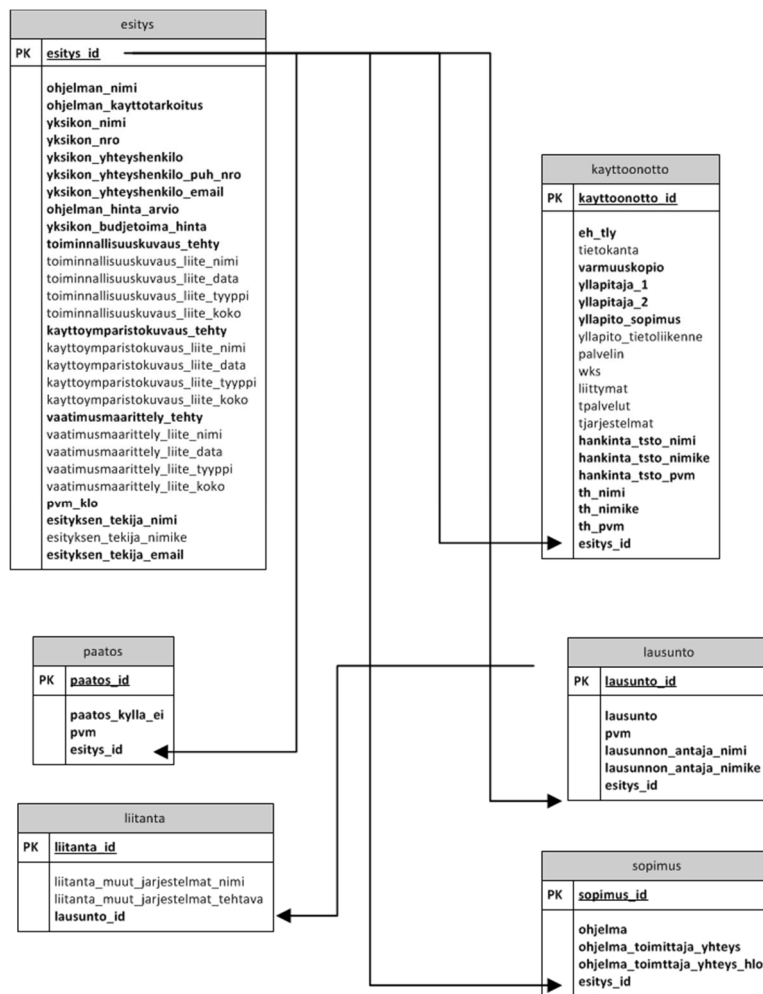 esitys
PK esitys_id
ohjelman_nimi
ohjelman_kayttotarkoitus
yksikon_nimi
yksikon_nro
yksikon_yhteyshenkilo
yksikon_yhteyshenkilo_puh_nro
yksikon_yhteyshenkilo_email
ohjelman_hinta_arvio
yksikon_budjetoima_hinta
toiminnallisuuskuvaus_tehty
toiminnallisuuskuvaus_liite_nimi
toiminnallisuuskuvaus_liite_data
toiminnallisuuskuvaus_liite_tyyppi
toiminnallisuuskuvaus_liite_koko
kayttoymparistokuvaus_tehty
kayttoymparistokuvaus_liite_nimi
kayttoymparistokuvaus_liite_data
kayttoymparistokuvaus_liite_tyyppi
kayttoymparistokuvaus_liite_koko
vaatimusmaarittely_tehty
vaatimusmaarittely_liite_nimi
vaatimusmaarittely_liite_data
vaatimusmaarittely_liite_tyyppi
vaatimusmaarittely_liite_koko
pvm_klo
esityksen_tekija_nimi
esityksen_tekija_nimike
esityksen_tekija_email
kayttoonotto
PK kayttoonotto_id
eh_tly
tietokanta
varmuuskopio
yllapitaja_1
yllapitaja_2
yllapito_sopimus
yllapito_tietoliikenne
palvelin
wks
liittymat
tpalvelut
tjarjestelmat
hankinta_tsto_nimi
hankinta_tsto_nimike
hankinta_tsto_pvm
th_nimi
th_nimike
th_pvm
esitys_id
paatos
PK paatos_id
paatos_kylla_ei
pvm
esitys_id
lausunto
PK lausunto_id
lausunto
pvm
lausunnon_antaja_nimi
lausunnon_antaja_nimike
esitys_id
liitanta
PK liitanta_id
liitanta_muut_jarjestelmat_nimi
liitanta_muut_jarjestelmat_tehtava
lausunto_id
sopimus
PK sopimus_id
ohjelma
ohjelma_toimittaja_yhteys
ohjelma_toimttaja_yhteys_hlo
esitys_id